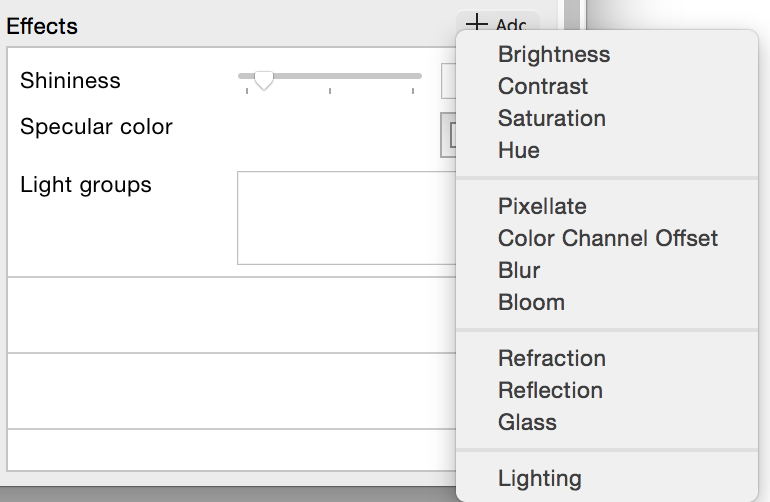 Effects
Shininess
Specular color
Light groups
Brightness
Contrast
Saturation
Hue
Pixellate
Color Channel Offset
Blur
Bloom
Refraction
Reflection
Glass
Lighting